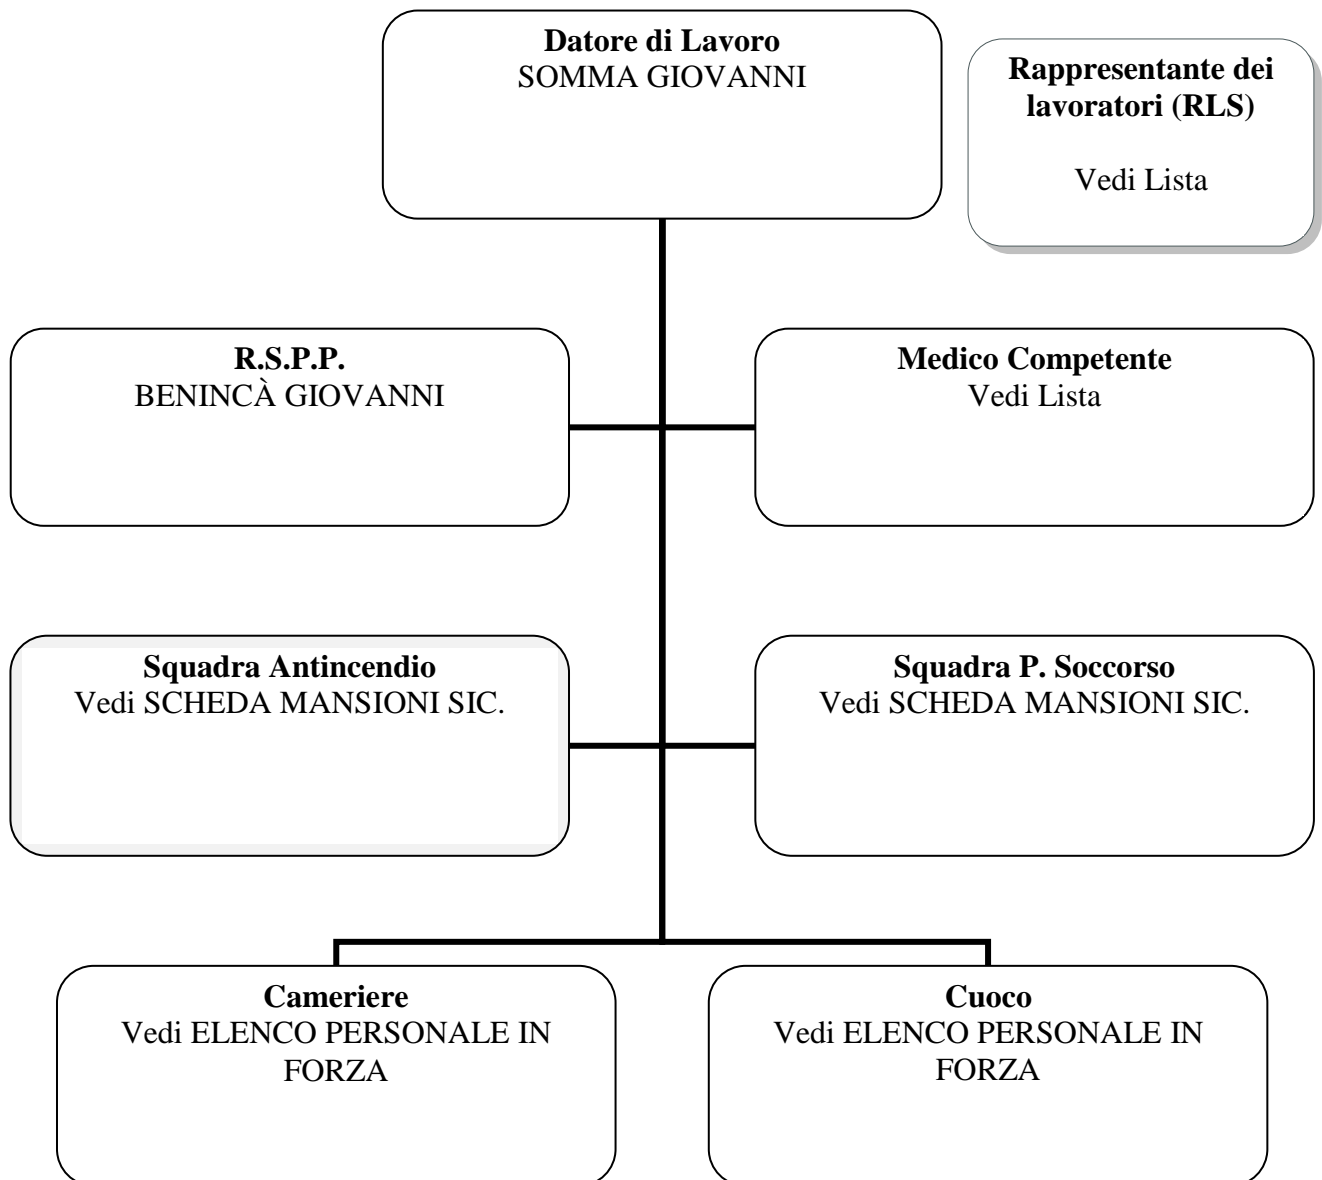 Datore di Lavoro
SOMMA GIOVANNI
Rappresentante dei
lavoratori (RLS)
Vedi Lista
R.S.P.P.
BENINCÀ GIOVANNI
Medico Competente
Vedi Lista
Squadra Antincendio
Vedi SCHEDA MANSIONI SIC.
Squadra P. Soccorso
Vedi SCHEDA MANSIONI SIC.
Cameriere
Vedi ELENCO PERSONALE IN
FORZA
Cuoco
Vedi ELENCO PERSONALE IN
FORZA